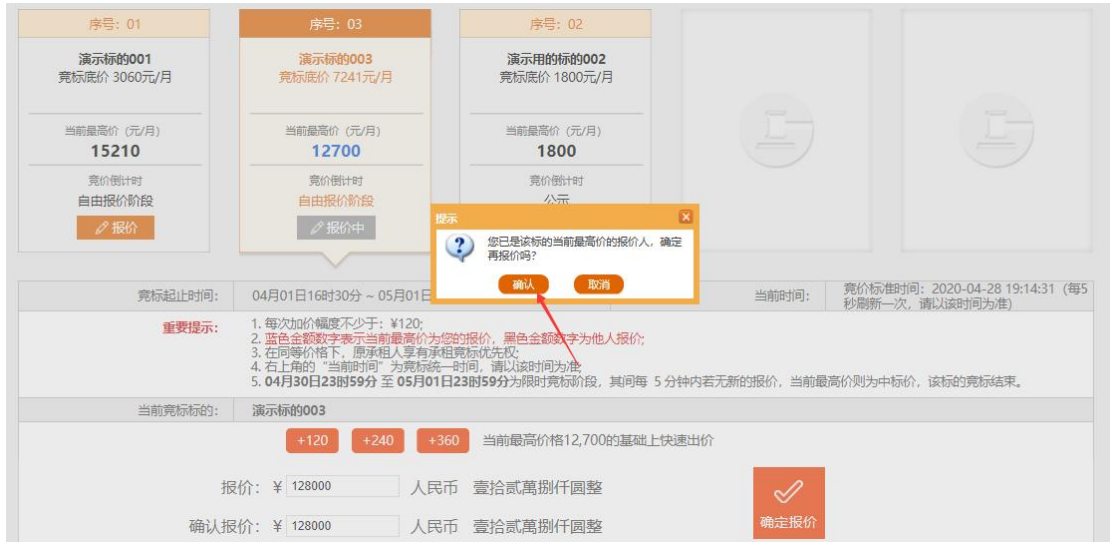 序号：01
演示标的001
竞标底价 3060元/月
当前最高价（元/月）
15210
竞价倒计时
自由报价阶段
报价
序号：03
演示标的003
竞标底价 7241元/月
当前最高价（元/月）
12700
竞价倒计时
自由报价阶段
报价中
序号：02
演示用的标的002
竞标底价 1800元/月
当前最高价（元/月）
1800
竞价倒计时
公示
提示
您已是该标的当前最高价的报价人，确定
再报价吗？
确认
取消
竞标起止时间：
04月01日16时30分 ~ 05月01日
当前时间：
竞价标准时间：2020-04-28 19:14:31（每5
秒刷新一次，请以该时间为准）
重要提示：
1. 每次加价幅度不少于：¥120;
2. 蓝色金额数字表示当前最高价为您的报价，黑色金额数字为他人报价;
3. 在同等价格下，原承租人享有承租竞标优先权;
4. 右上角的“当前时间”为竞标统一时间，请以该时间为准
5. 04月30日23时59分 至 05月01日23时59分为限时竞标阶段，其间每 5分钟内若无新的报价，当前最高价则为中标价，该标的竞标结束。
当前竞标标的：
演示标的003
+120 +240 +360 当前最高价格12,700的基础上快速出价
报价：¥ 128000 人民币 壹拾贰萬捌仟圆整
确认报价：¥ 128000 人民币 壹拾贰萬捌仟圆整
确定报价